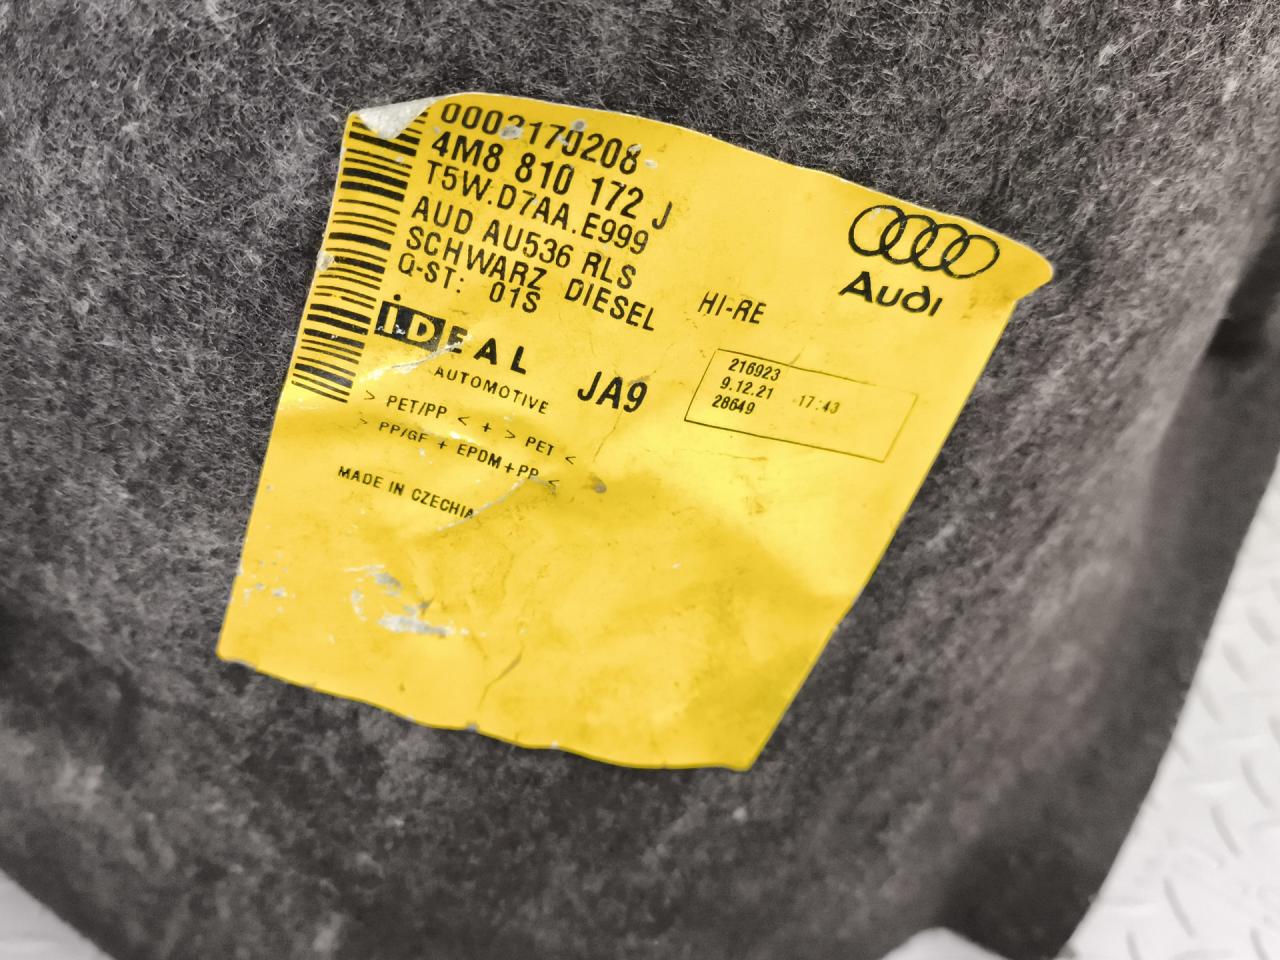 0003170208
4M8 810 172 J
T5W.D7AA.E999
AUD AU536 RLS
SCHWARZ DIESEL
Q-ST: 01S
HI-RE
Audi
iDEAL
AUTOMOTIVE
JA9
216923
9.12.21 17:43
28649
> PET/PP < + > PET <
> PP/GF + EPDM+PP <
MADE IN CZECHIA